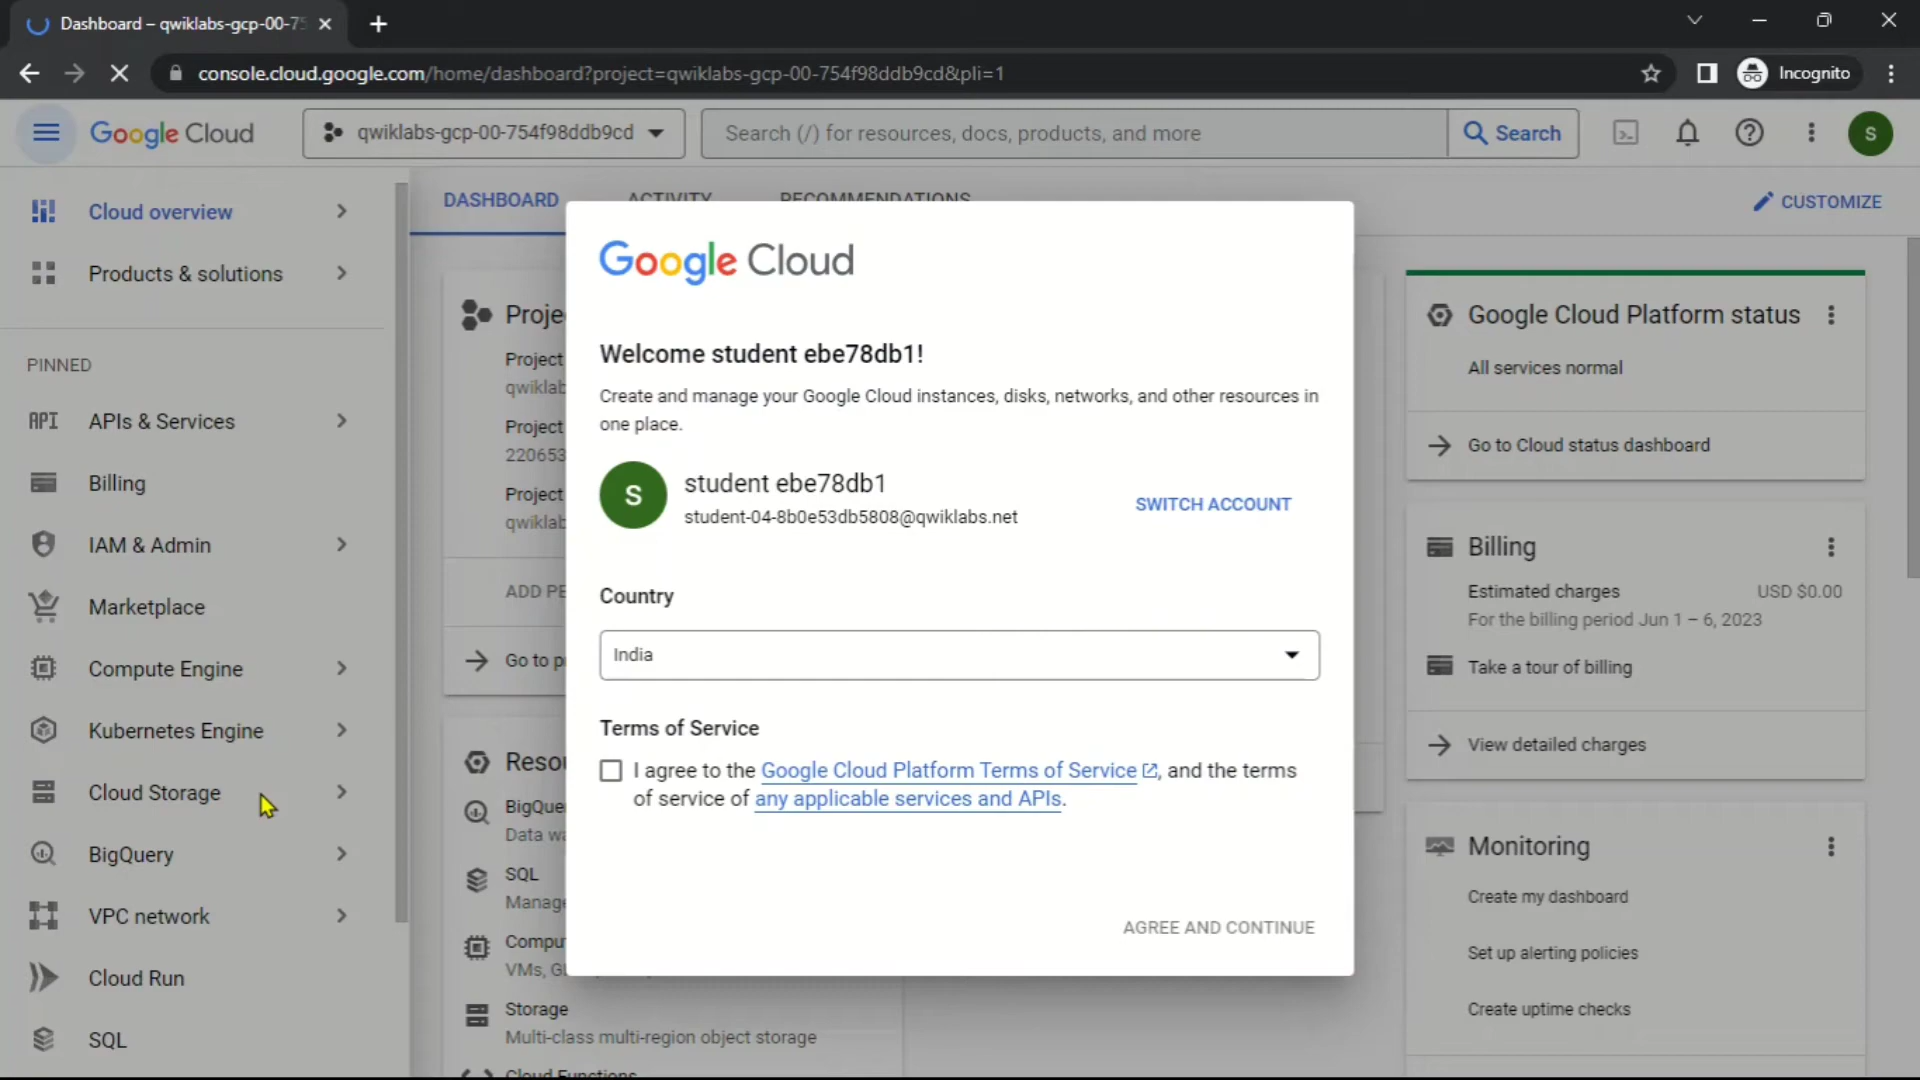 Dashboard – qwiklabs-gcp-00-75
console.cloud.google.com/home/dashboard?project=qwiklabs-gcp-00-754f98ddb9cd&pli=1
Incognito
Google Cloud
qwiklabs-gcp-00-754f98ddb9cd
Search (/) for resources, docs, products, and more
Search
S
Cloud overview
Products & solutions
PINNED
API APIs & Services
Billing
IAM & Admin
Marketplace
Compute Engine
Kubernetes Engine
Cloud Storage
BigQuery
VPC network
Cloud Run
SQL
DASHBOARD
ACTIVITY
RECOMMENDATIONS
CUSTOMIZE
Proje
Project
qwiklab
Project
220653
Project
qwiklab
ADD PE
Go to p
Resou
BigQue
Data wa
SQL
Manage
Compu
VMs, G
Storage
Multi-class multi-region object storage
Cloud Functions
Google Cloud
Welcome student ebe78db1!
Create and manage your Google Cloud instances, disks, networks, and other resources in
one place.
S
student ebe78db1
student-04-8b0e53db5808@qwiklabs.net
SWITCH ACCOUNT
Country
India
Terms of Service
I agree to the Google Cloud Platform Terms of Service, and the terms
of service of any applicable services and APIs.
AGREE AND CONTINUE
Google Cloud Platform status
All services normal
Go to Cloud status dashboard
Billing
Estimated charges USD $0.00
For the billing period Jun 1 – 6, 2023
Take a tour of billing
View detailed charges
Monitoring
Create my dashboard
Set up alerting policies
Create uptime checks